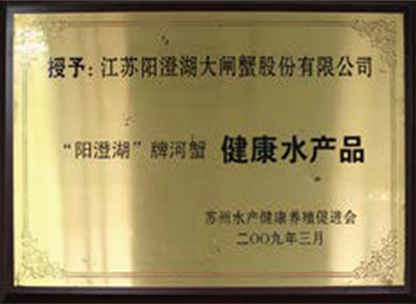 授予：江苏阳澄湖大闸蟹股份有限公司
“阳澄湖”牌河蟹 健康水产品
苏州水产健康养殖促进会
二〇〇九年三月